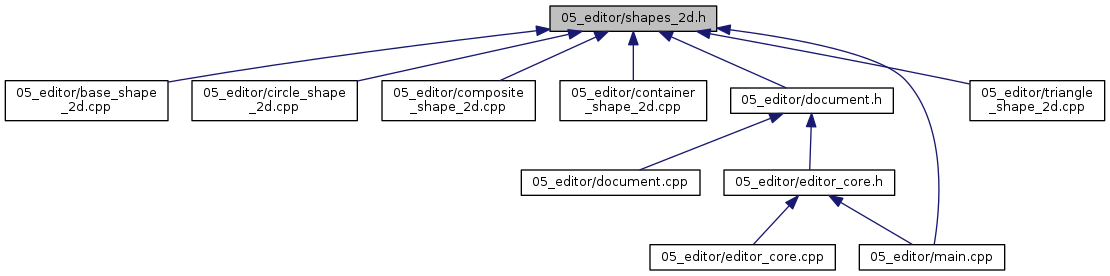 05_editor/shapes_2d.h
05_editor/base_shape
_2d.cpp
05_editor/circle_shape
_2d.cpp
05_editor/composite
_shape_2d.cpp
05_editor/container
_shape_2d.cpp
05_editor/document.h
05_editor/triangle
_shape_2d.cpp
05_editor/document.cpp
05_editor/editor_core.h
05_editor/editor_core.cpp
05_editor/main.cpp